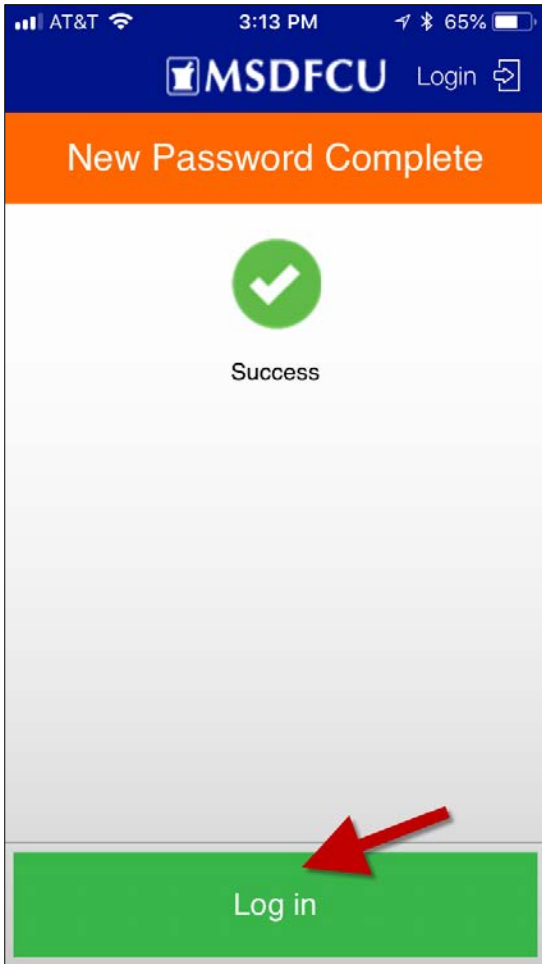 AT&T 3:13 PM 65%
MSDFCU Login
New Password Complete
Success
Log in